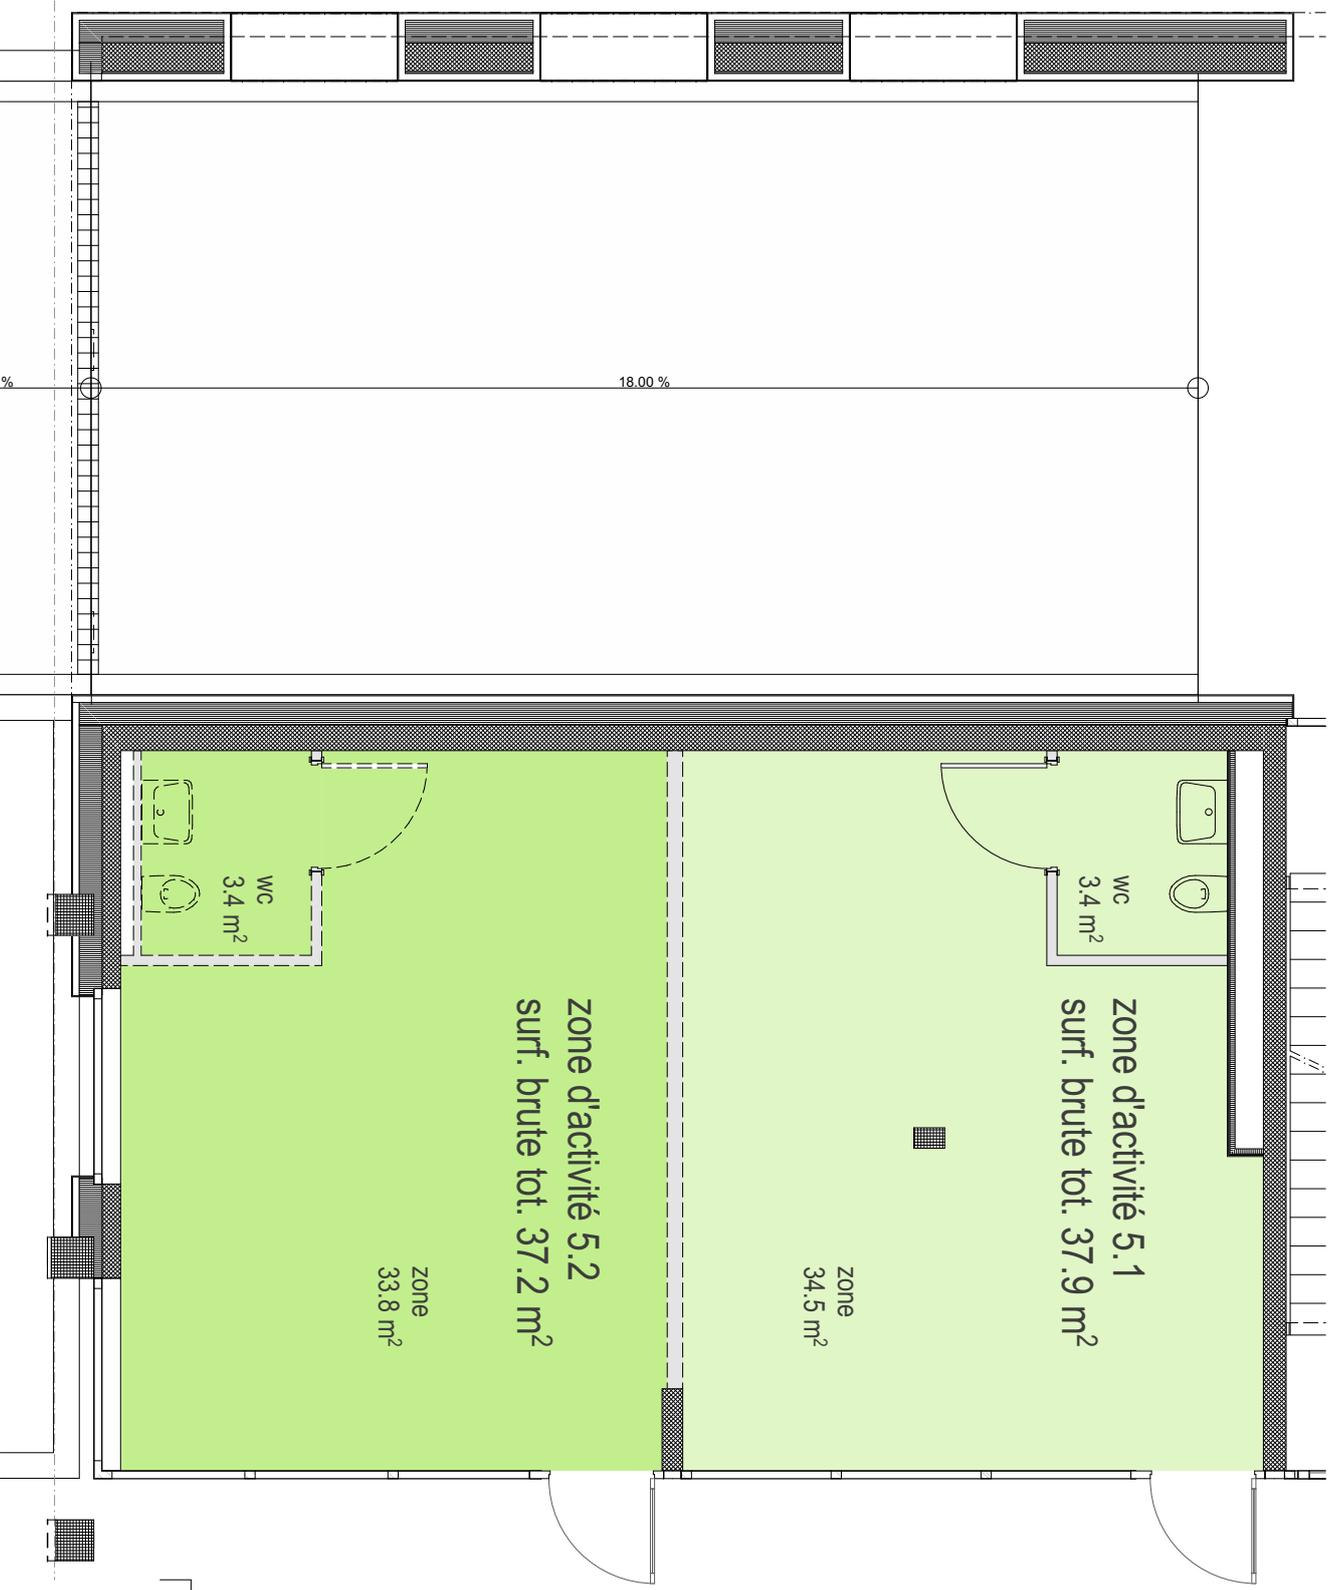 %
18.00 %
wc
3.4 m²
wc
3.4 m²
zone d'activité 5.2
surf. brute tot. 37.2 m²
zone d'activité 5.1
surf. brute tot. 37.9 m²
zone
33.8 m²
zone
34.5 m²